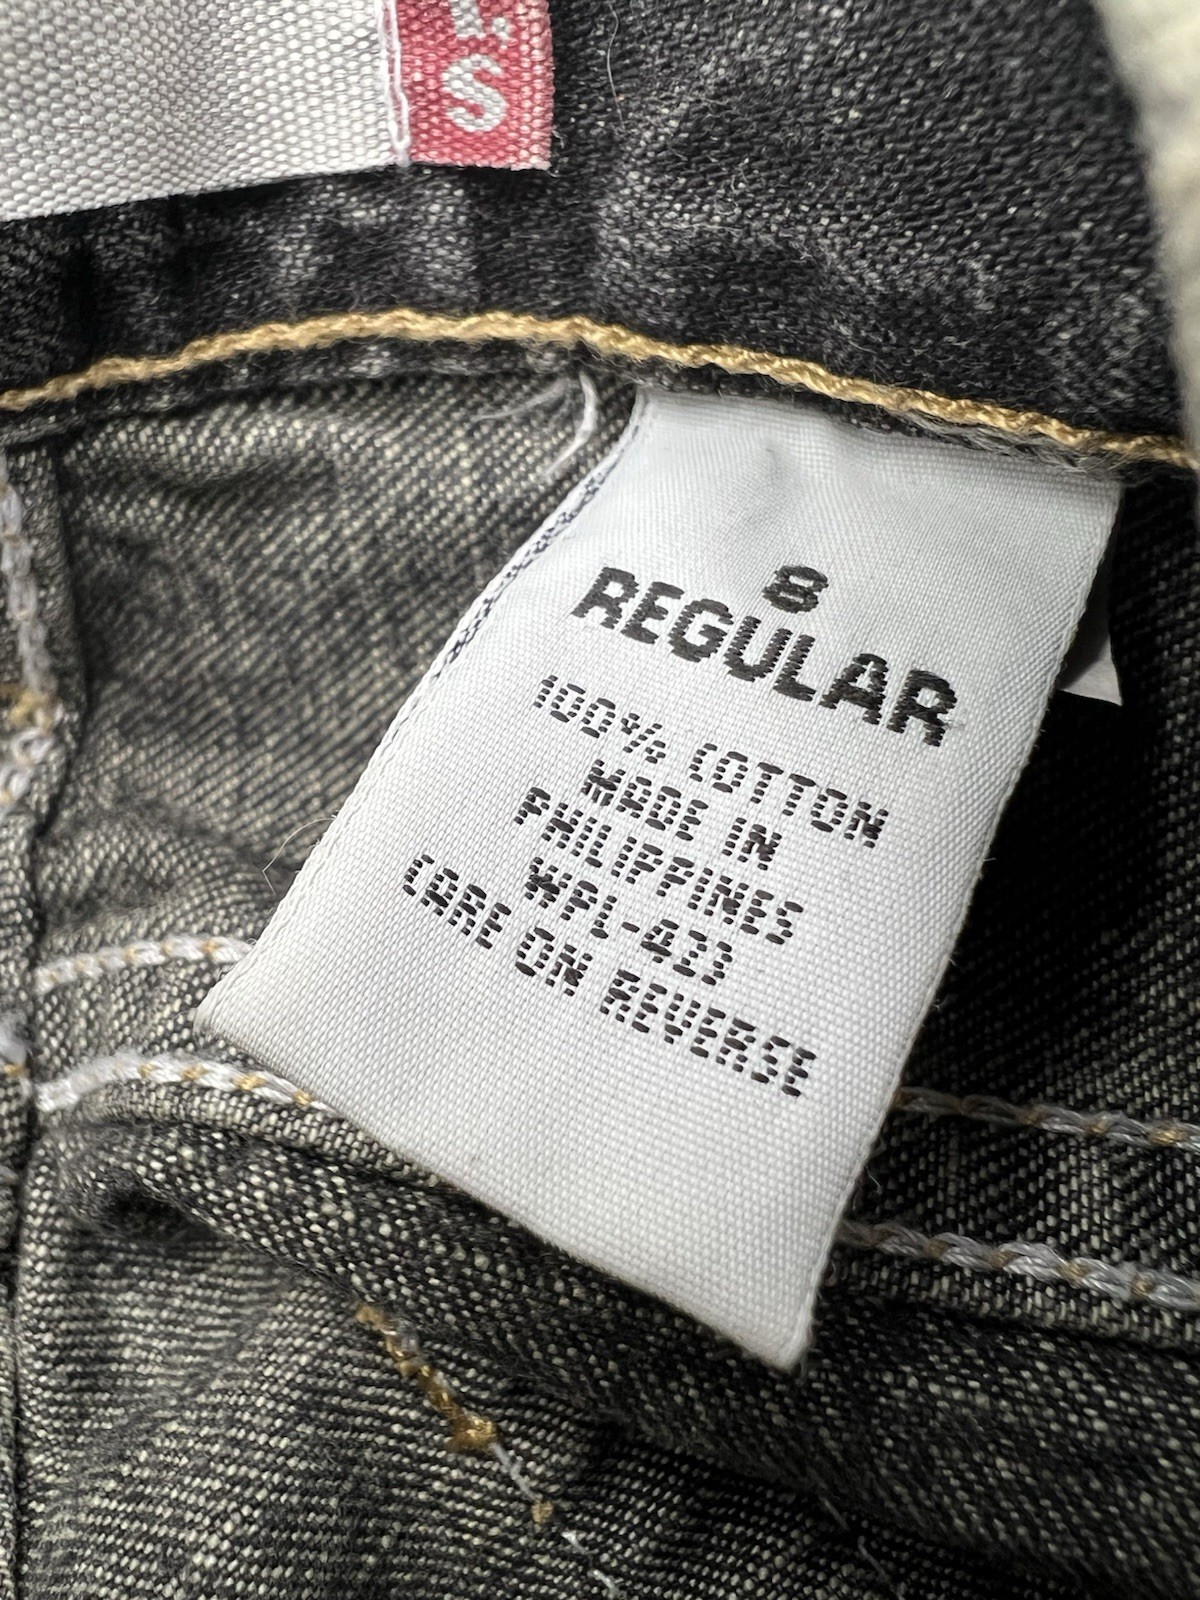 S
8
REGULAR
100% COTTON
MADE IN
PHILIPPINES
WPL-423
CARE ON REVERSE